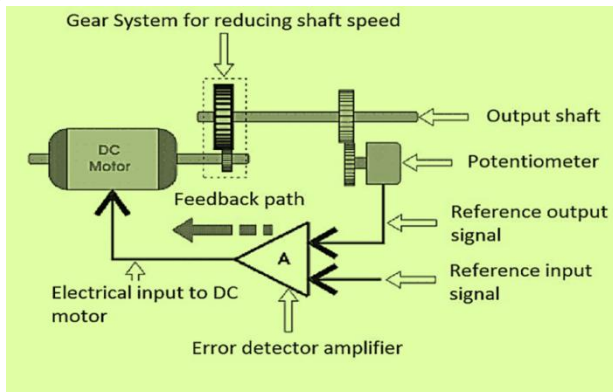 Gear System for reducing shaft speed
Output shaft
DC
Motor
Potentiometer
Feedback path
Reference output
signal
A
Reference input
signal
Electrical input to DC
motor
Error detector amplifier